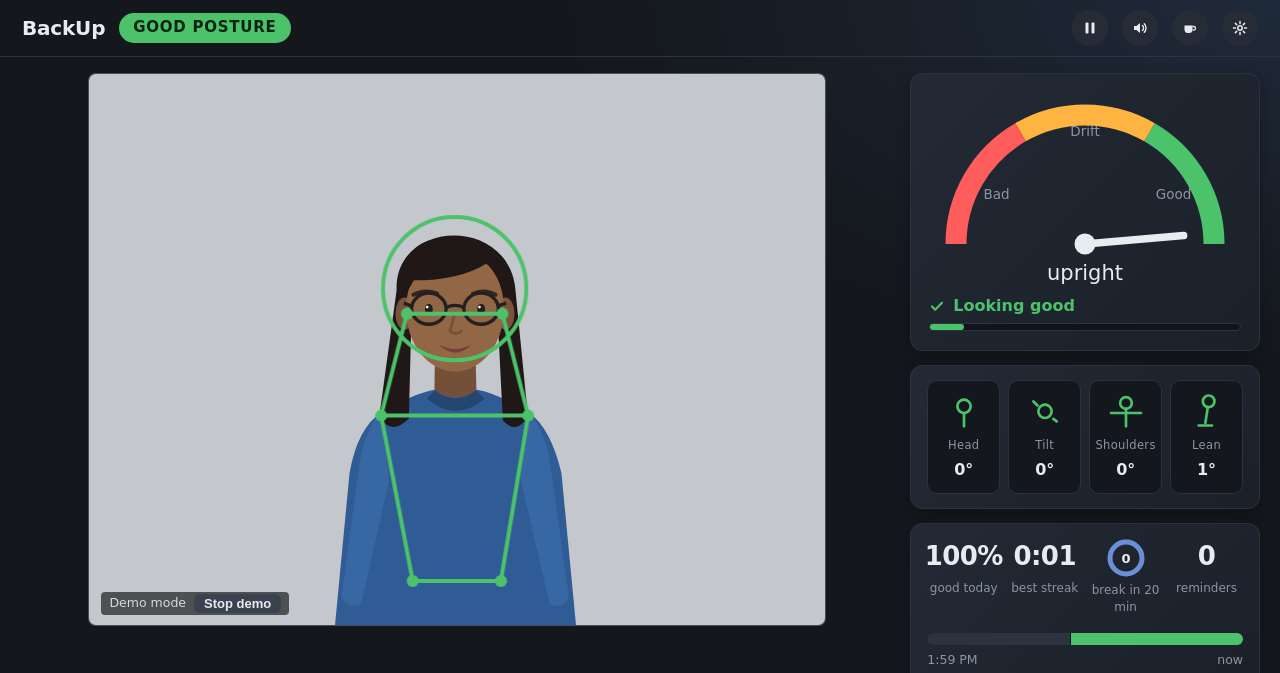 BackUp
GOOD POSTURE
Drift
Bad
Good
upright
Looking good
Head
Tilt
Shoulders
Lean
0°
0°
0°
1°
100%
0:01
0
0
good today
best streak
break in 20
min
reminders
1:59 PM
now
Demo mode
Stop demo